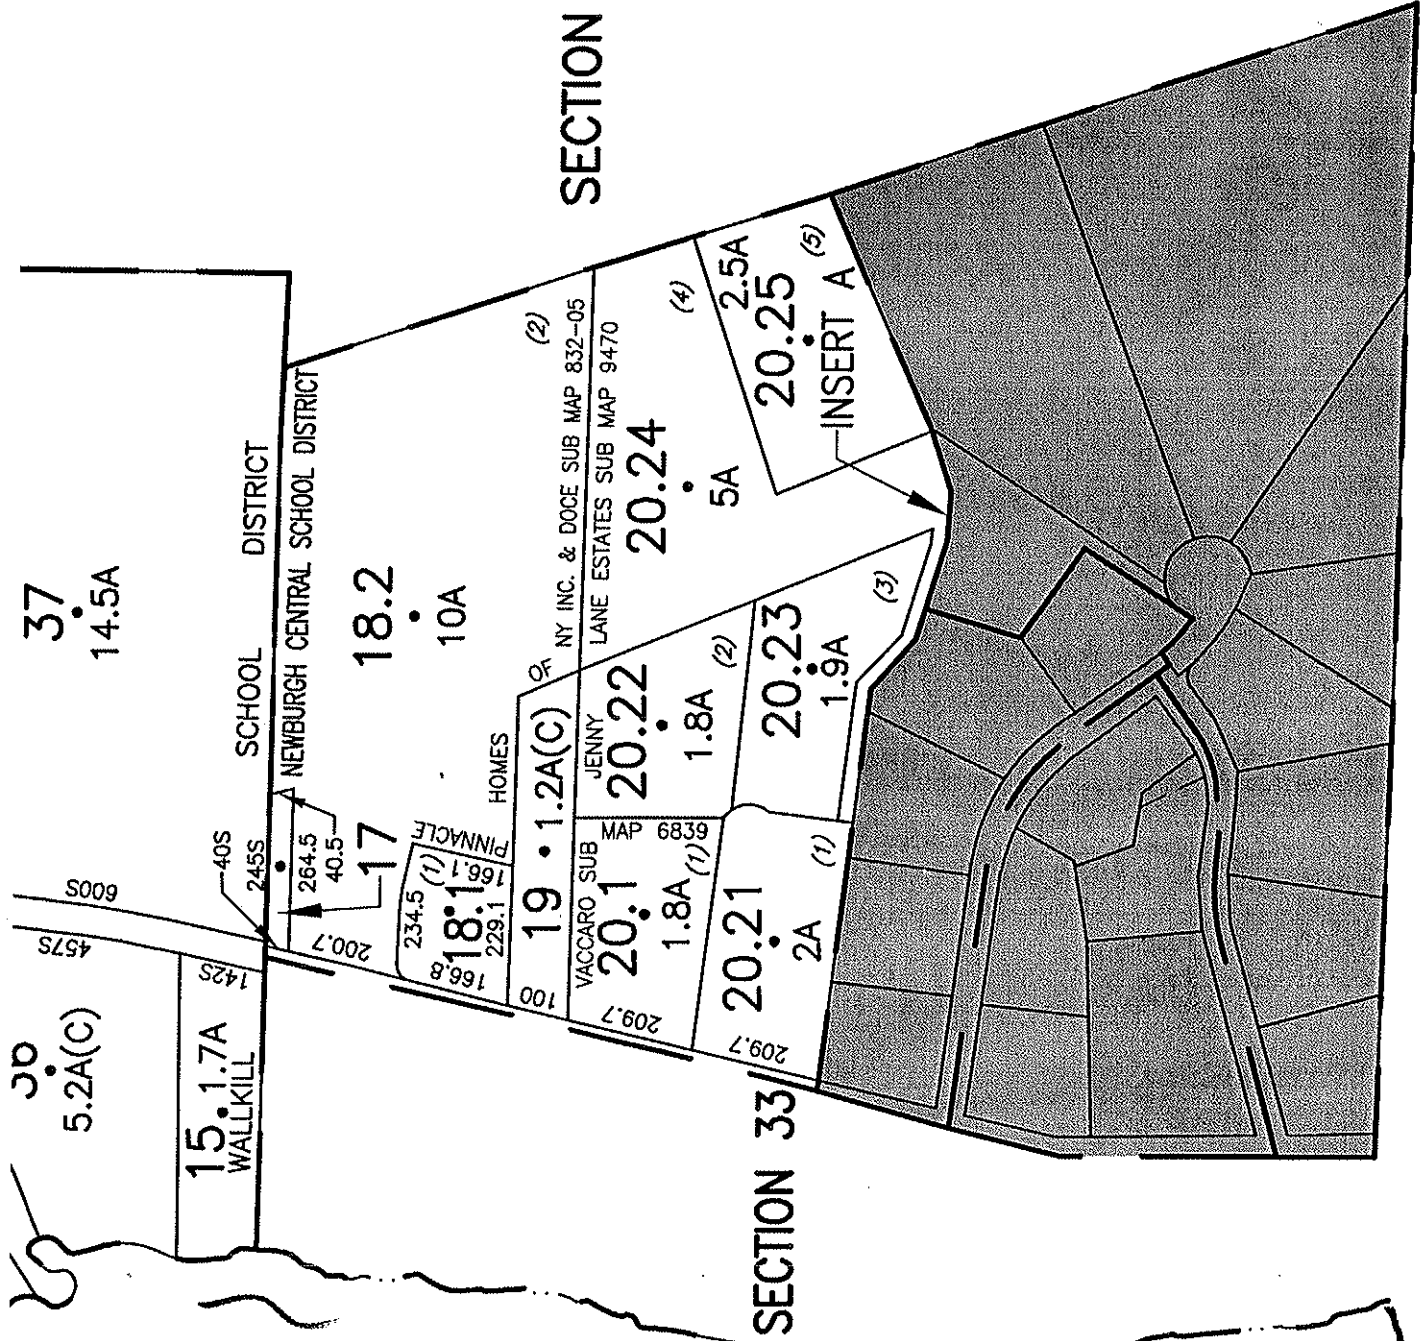 SECTION
37
14.5A
SCHOOL DISTRICT
NEWBURGH CENTRAL SCHOOL DISTRICT
18.2
10A
(2)
PINNACLE HOMES OF NY INC. & DOCE SUB MAP 832-05
JENNY LANE ESTATES SUB MAP 9470
20.24
5A
(4)
2.5A
20.25
(5)
INSERT A
600S
457S
142S
40S
245S
264.5
40.5
17
200.7
234.5
(1)
166.1
18.1
229.1
166.8
19
1.2A(C)
100
VACCARO SUB
MAP 6839
20.1
1.8A
(1)
209.7
20.22
1.8A
(2)
20.23
1.9A
(3)
20.21
2A
(1)
209.7
5.2A(C)
15
1.7A
WALLKILL
SECTION 33